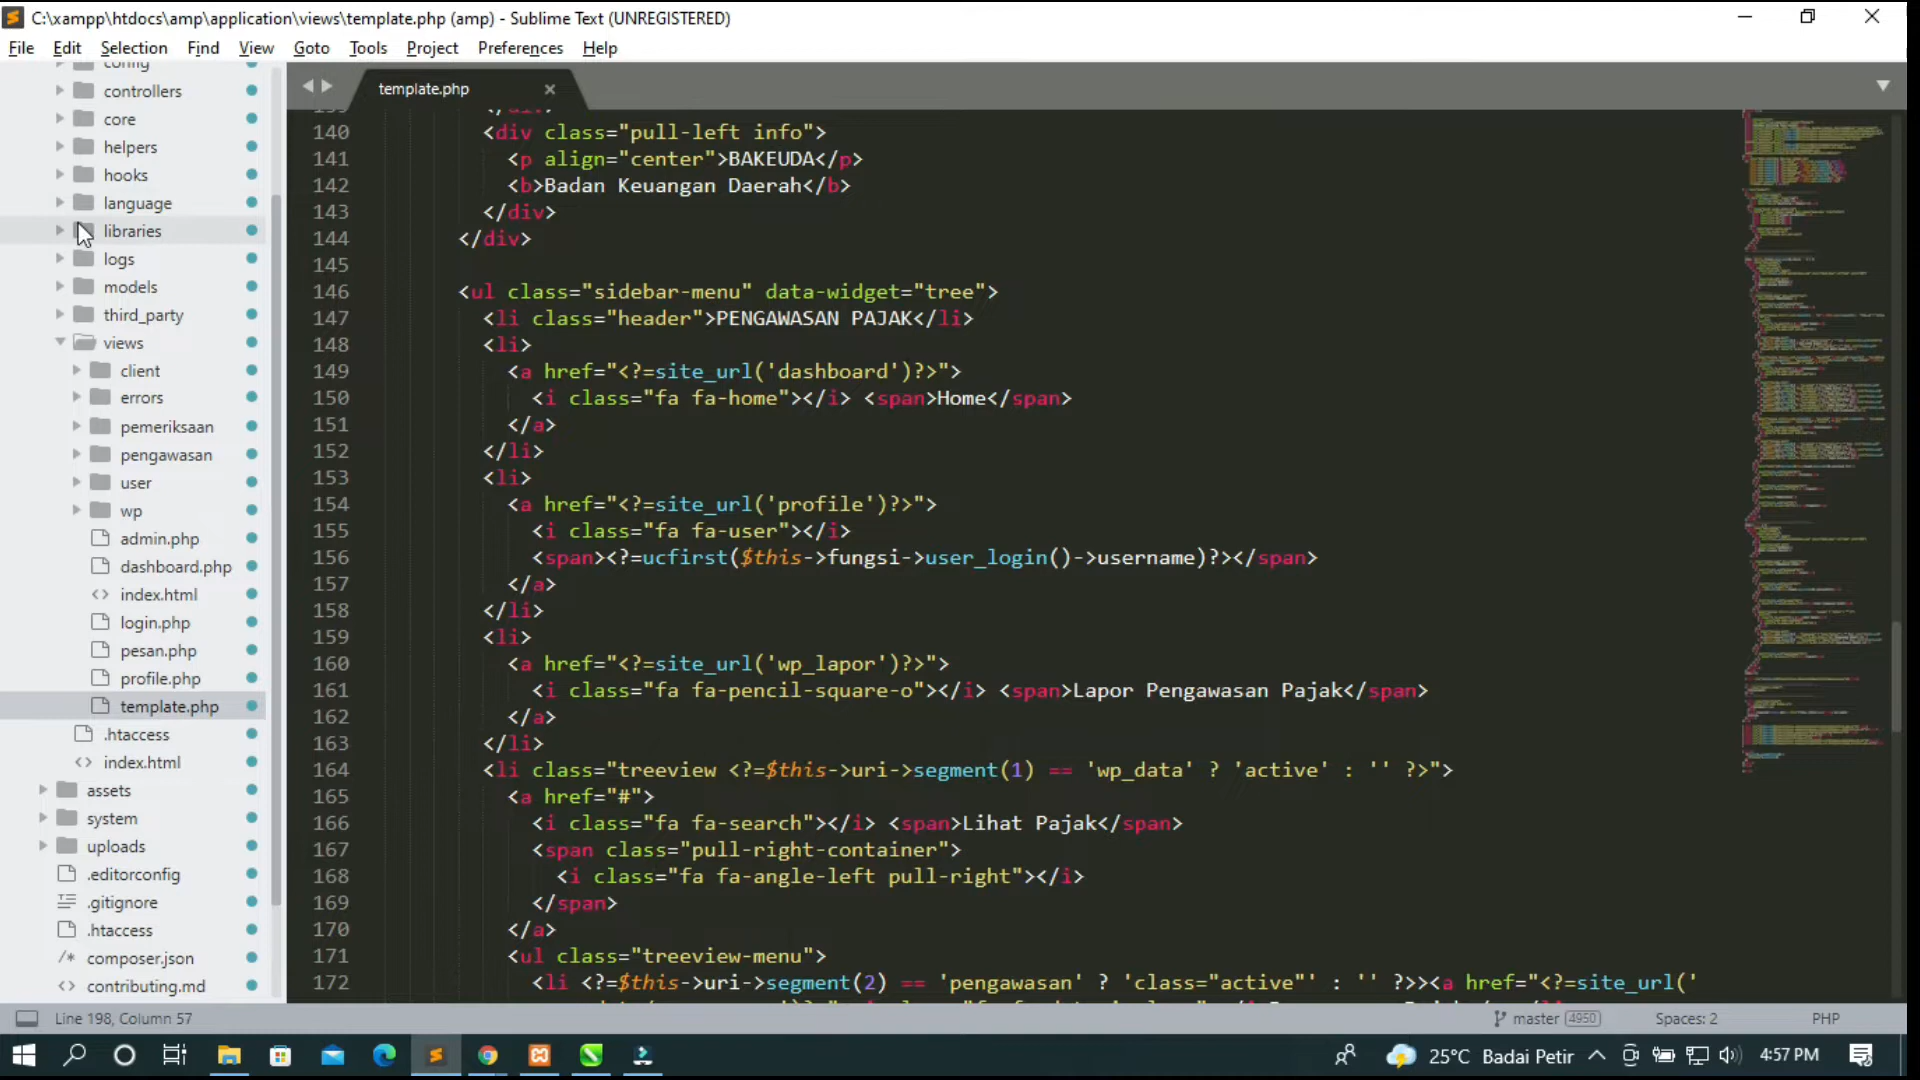 C:\xampp\htdocs\amp\application\views\template.php (amp) - Sublime Text (UNREGISTERED)
File Edit Selection Find View Goto Tools Project Preferences Help
config
controllers
core
helpers
hooks
language
libraries
logs
models
third_party
views
client
errors
pemeriksaan
pengawasan
user
wp
admin.php
dashboard.php
index.html
login.php
pesan.php
profile.php
template.php
.htaccess
index.html
assets
system
uploads
.editorconfig
.gitignore
.htaccess
composer.json
contributing.md
template.php
139 </div>
140 <div class="pull-left info">
141 <p align="center">BAKEUDA</p>
142 <b>Badan Keuangan Daerah</b>
143 </div>
144 </div>
145
146 <ul class="sidebar-menu" data-widget="tree">
147 <li class="header">PENGAWASAN PAJAK</li>
148 <li>
149 <a href="<?=site_url('dashboard')?>">
150 <i class="fa fa-home"></i> <span>Home</span>
151 </a>
152 </li>
153 <li>
154 <a href="<?=site_url('profile')?>">
155 <i class="fa fa-user"></i>
156 <span><?=ucfirst($this->fungsi->user_login()->username)?></span>
157 </a>
158 </li>
159 <li>
160 <a href="<?=site_url('wp_lapor')?>">
161 <i class="fa fa-pencil-square-o"></i> <span>Lapor Pengawasan Pajak</span>
162 </a>
163 </li>
164 <li class="treeview <?=$this->uri->segment(1) == 'wp_data' ? 'active' : '' ?>">
165 <a href="#">
166 <i class="fa fa-search"></i> <span>Lihat Pajak</span>
167 <span class="pull-right-container">
168 <i class="fa fa-angle-left pull-right"></i>
169 </span>
170 </a>
171 <ul class="treeview-menu">
172 <li <?=$this->uri->segment(2) == 'pengawasan' ? 'class="active"' : '' ?>><a href="<?=site_url('
Line 198, Column 57
master 4950
Spaces: 2
PHP
25°C Badai Petir
4:57 PM